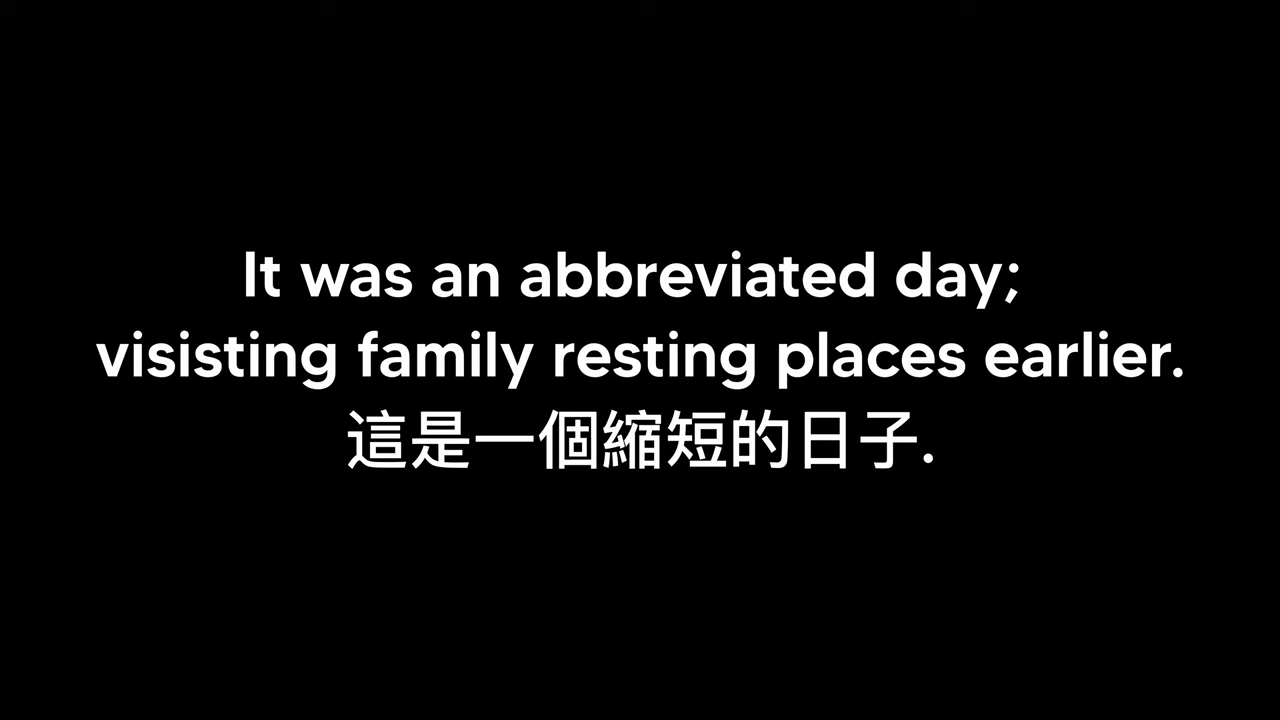 It was an abbreviated day;
visisting family resting places earlier.
這是一個縮短的日子.